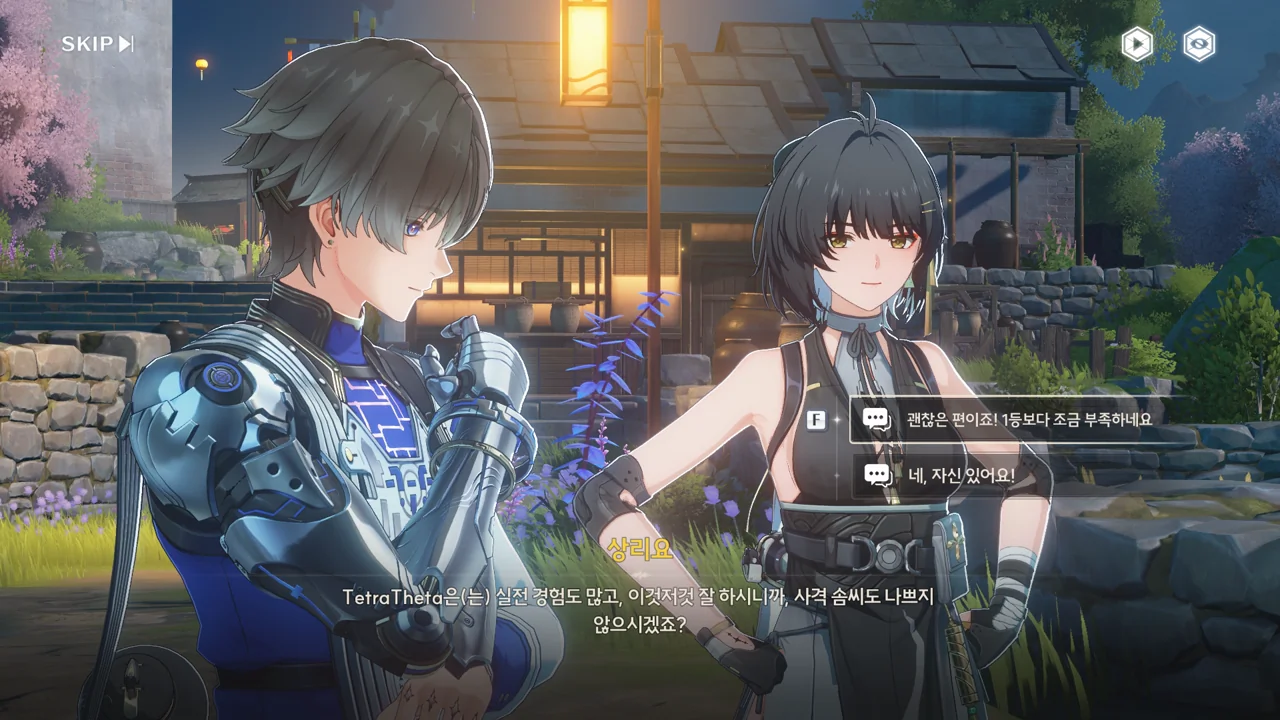 SKIP
F
괜찮은 편이죠! 1등보다 조금 부족하네요
네, 자신 있어요!
상리요
TetraTheta은(는) 실전 경험도 많고, 이것저것 잘 하시니까, 사격 솜씨도 나쁘지
않으시겠죠?